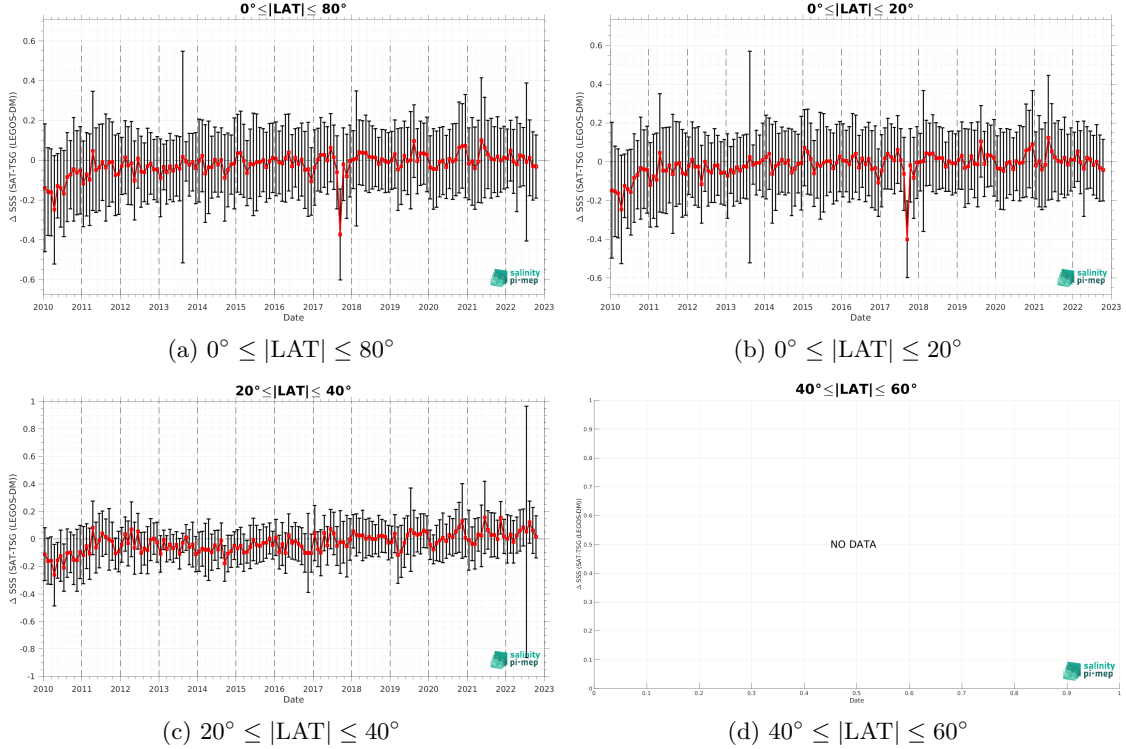 0°≤|LAT|≤ 80°
Δ SSS (SAT-TSG (LEGOS-DM))
0.6
0.4
0.2
0
-0.2
-0.4
-0.6
2010 2011 2012 2013 2014 2015 2016 2017 2018 2019 2020 2021 2022 2023
Date
salinity
pi-mep
(a) 0° ≤ |LAT| ≤ 80°
0°≤|LAT|≤ 20°
Δ SSS (SAT-TSG (LEGOS-DM))
0.6
0.4
0.2
0
-0.2
-0.4
-0.6
2010 2011 2012 2013 2014 2015 2016 2017 2018 2019 2020 2021 2022 2023
Date
salinity
pi-mep
(b) 0° ≤ |LAT| ≤ 20°
20°≤|LAT|≤ 40°
Δ SSS (SAT-TSG (LEGOS-DM))
1
0.8
0.6
0.4
0.2
0
-0.2
-0.4
-0.6
-0.8
-1
2010 2011 2012 2013 2014 2015 2016 2017 2018 2019 2020 2021 2022 2023
Date
salinity
pi-mep
(c) 20° ≤ |LAT| ≤ 40°
40°≤|LAT|≤ 60°
Δ SSS (SAT-TSG (LEGOS-DM))
1
0.9
0.8
0.7
0.6
0.5
0.4
0.3
0.2
0.1
0
NO DATA
0 0.1 0.2 0.3 0.4 0.5 0.6 0.7 0.8 0.9 1
Date
salinity
pi-mep
(d) 40° ≤ |LAT| ≤ 60°